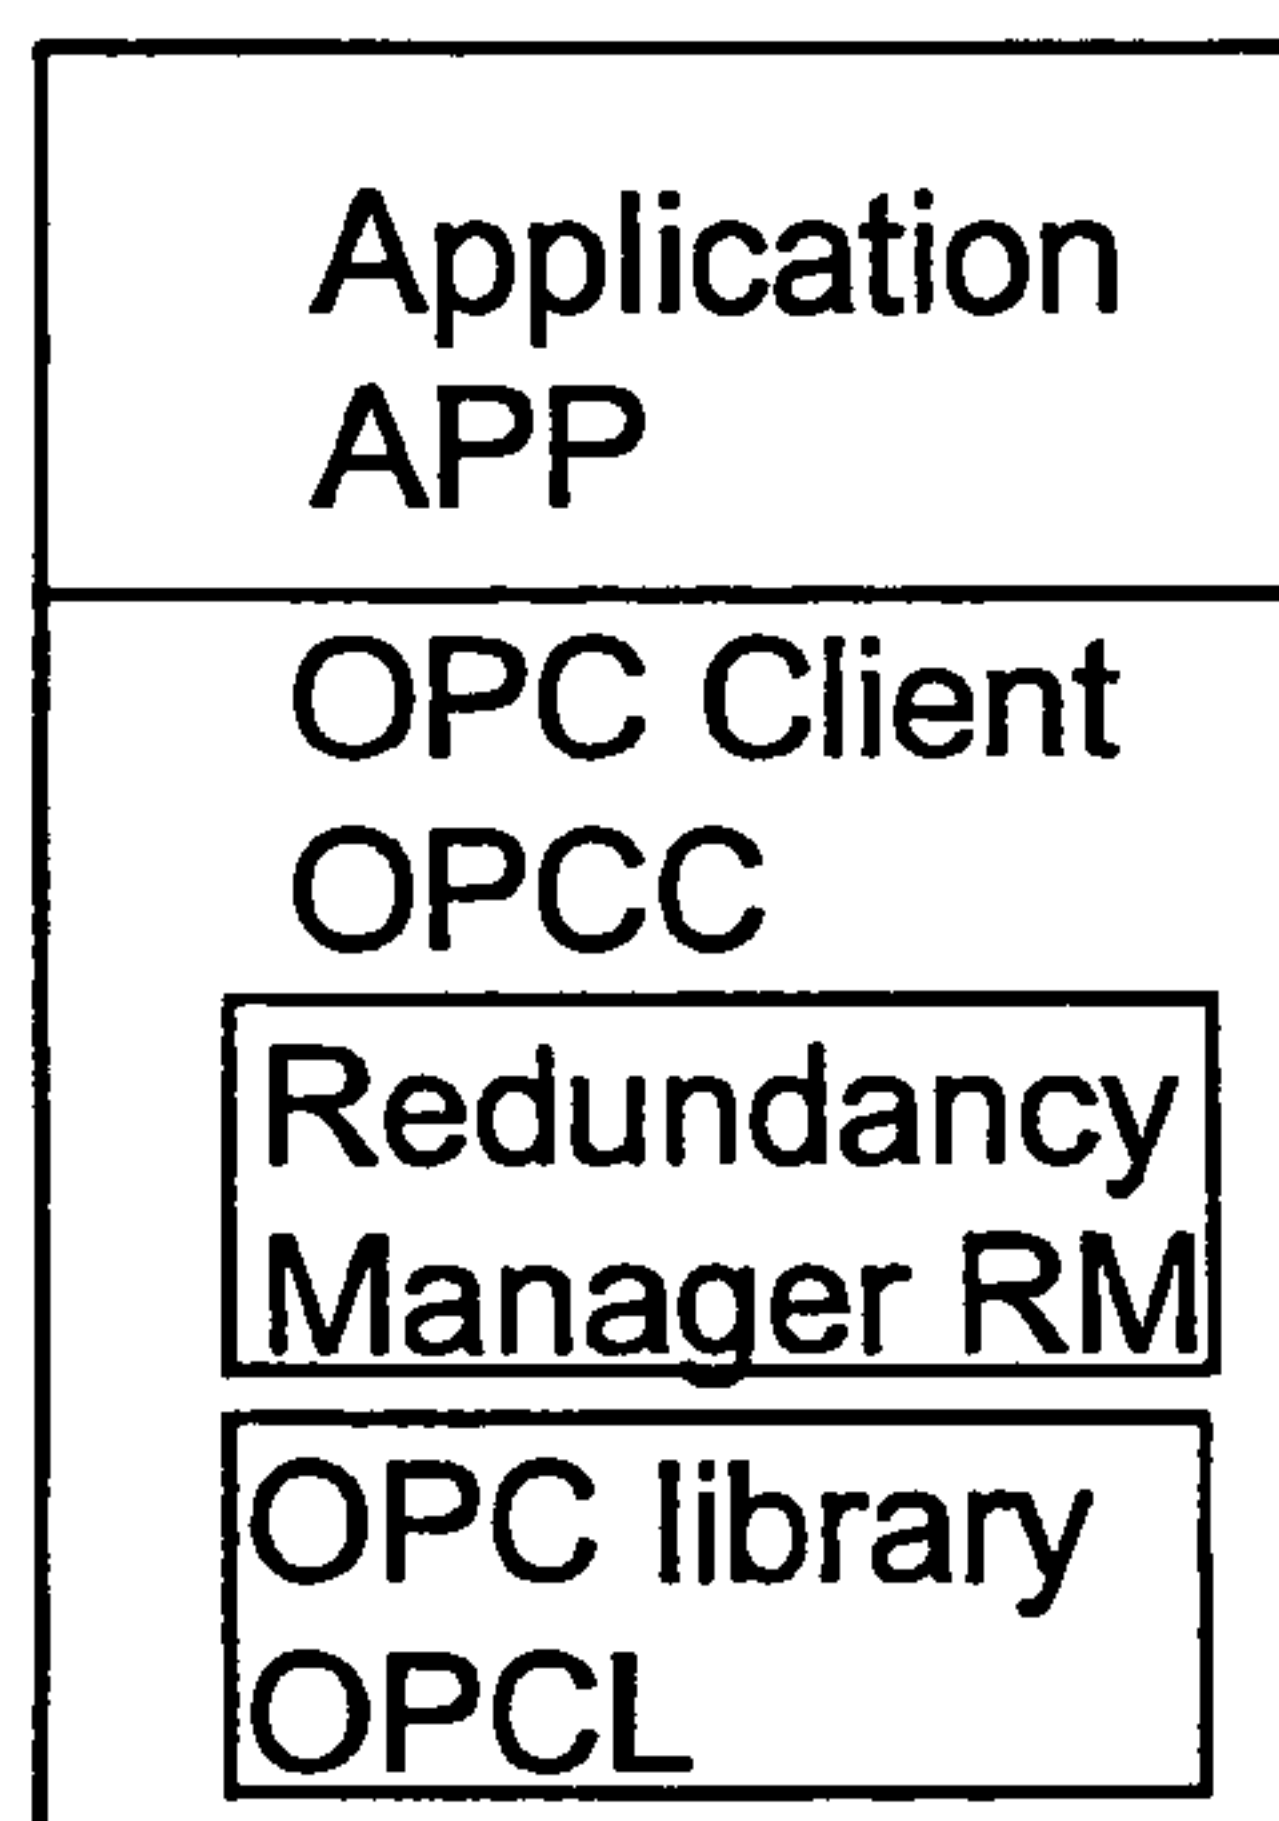 Application
APP
OPC Client
OPCC
Redundancy
Manager RM
OPC library
OPCL